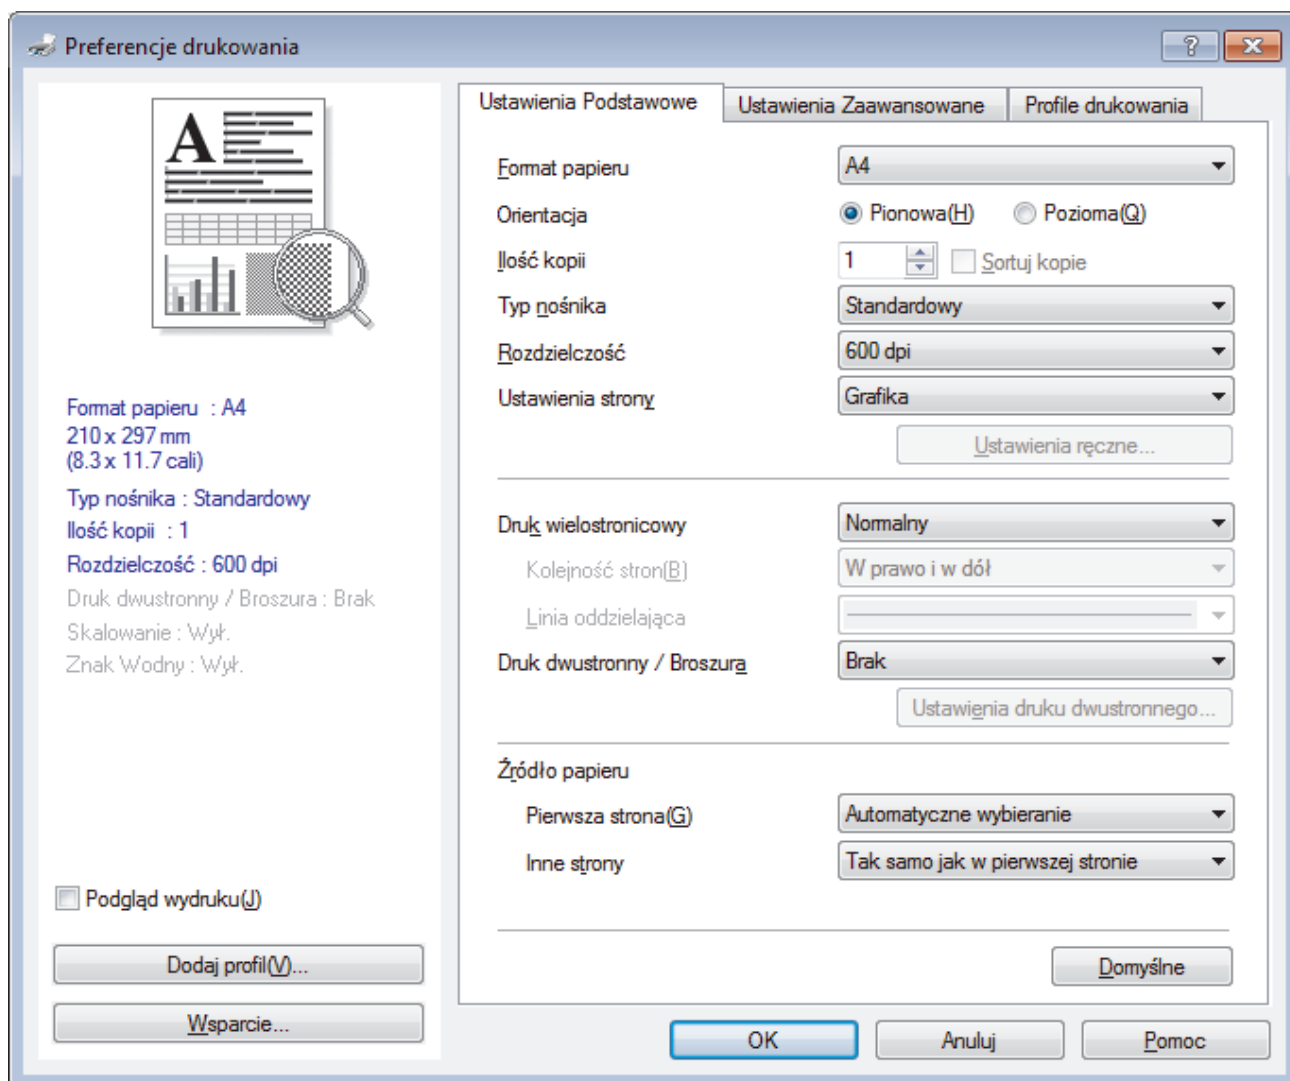 Preferencje drukowania
A
Format papieru : A4
210 x 297 mm
(8.3 x 11.7 cali)
Typ nośnika : Standardowy
Ilość kopii : 1
Rozdzielczość : 600 dpi
Druk dwustronny / Broszura : Brak
Skalowanie : Wył.
Znak Wodny : Wył.
Podgląd wydruku(J)
Dodaj profil(V)...
Wsparcie...
Ustawienia Podstawowe Ustawienia Zaawansowane Profile drukowania
Format papieru A4
Orientacja Pionowa(H) Pozioma(Q)
Ilość kopii 1 Sortuj kopie
Typ nośnika Standardowy
Rozdzielczość 600 dpi
Ustawienia strony Grafika
Ustawienia ręczne...
Druk wielostronicowy Normalny
Kolejność stron(B) W prawo i w dół
Linia oddzielająca
Druk dwustronny / Broszura Brak
Ustawienia druku dwustronnego...
Źródło papieru
Pierwsza strona(G) Automatyczne wybieranie
Inne strony Tak samo jak w pierwszej stronie
Domyślne
OK Anuluj Pomoc